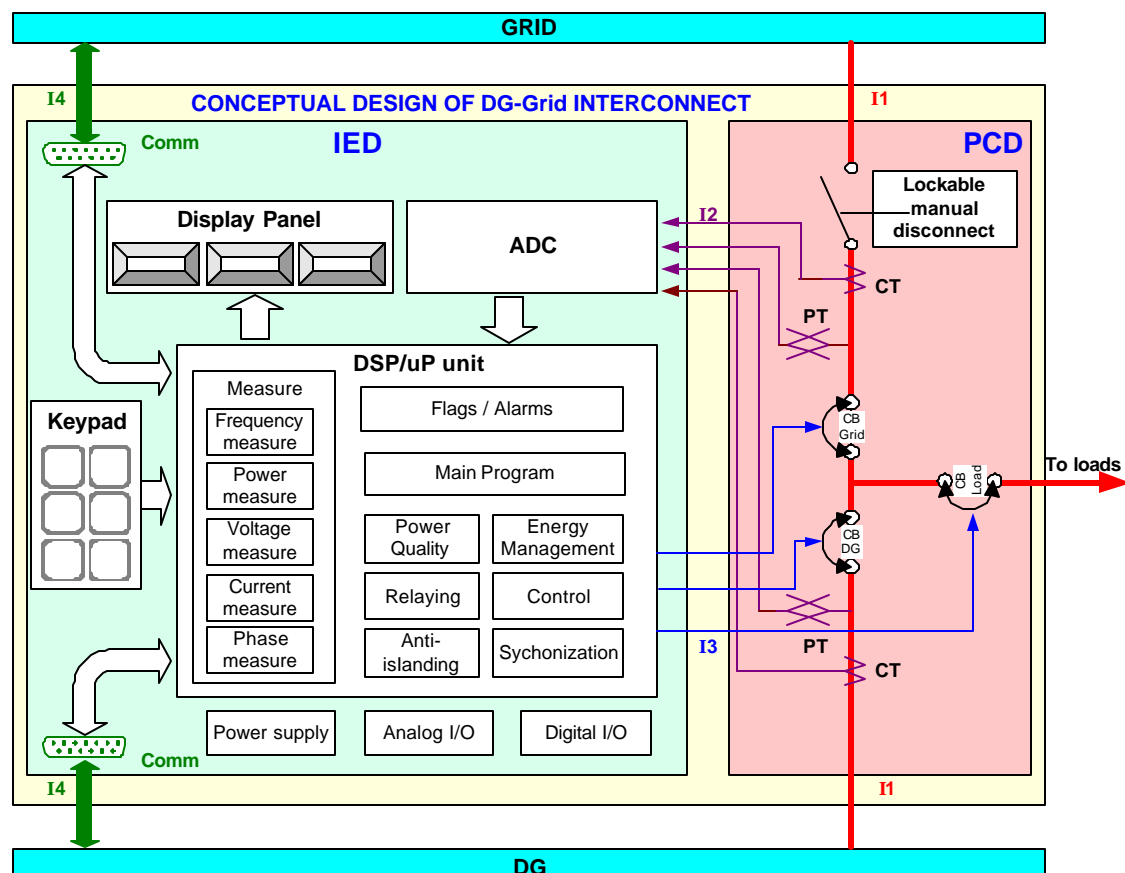 GRID
I4
CONCEPTUAL DESIGN OF DG-Grid INTERCONNECT
I1
Comm
IED
PCD
Display Panel
ADC
I2
Lockable
manual
disconnect
CT
PT
DSP/uP unit
Measure
Frequency
measure
Power
measure
Voltage
measure
Current
measure
Phase
measure
Flags / Alarms
Main Program
Power
Quality
Energy
Management
Relaying
Control
Anti-
islanding
Sychonization
Keypad
CB
Grid
CB
Load
To loads
CB
DG
I3
PT
CT
Power supply
Analog I/O
Digital I/O
Comm
I4
I1
DG